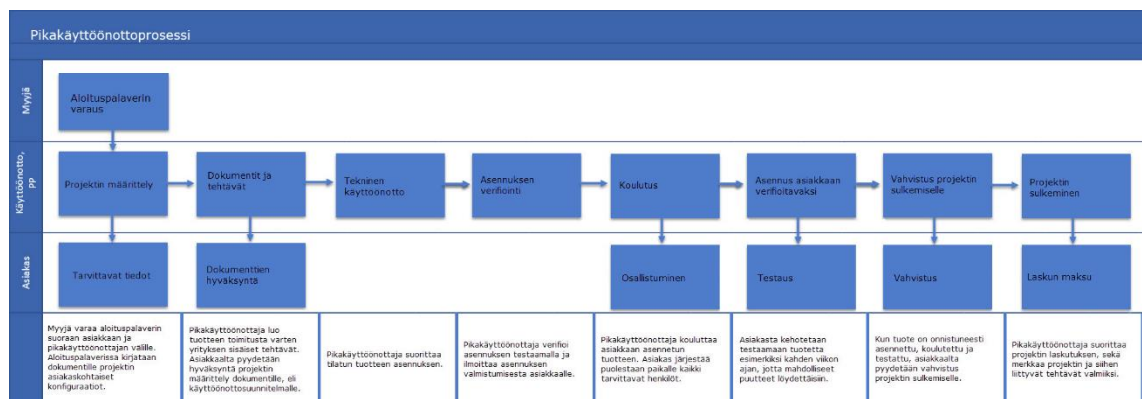 Pikakäyttöönottoprosessi
Myyjä
Aloituspalaverin
varaus
Käyttöönotto,
PP
Projektin määrittely
Dokumentit ja
tehtävät
Tekninen
käyttöönotto
Asennuksen
verifiointi
Koulutus
Asennus asiakkaan
verifioitavaksi
Vahvistus projektin
sulkemiselle
Projektin
sulkeminen
Asiakas
Tarvittavat tiedot
Dokumenttien
hyväksyntä
Osallistuminen
Testaus
Vahvistus
Laskun maksu
Myyjä varaa aloituspalaverin
suoraan asiakkaan ja
pikakäyttöönottajan välille.
Aloituspalaverissa kirjataan
dokumentille projektin
asiakaskohtaiset
konfiguraatiot.
Pikakäyttöönottaja luo
tuotteen toimitusta varten
yrityksen sisäiset tehtävät.
Asiakkaalta pyydetään
hyväksyntä projektin
määrittely dokumentille, eli
käyttöönottosuunnitelmalle.
Pikakäyttöönottaja suorittaa
tilatun tuotteen asennuksen.
Pikakäyttöönottaja verifioi
asennuksen testaamalla ja
ilmoittaa asennuksen
valmistumisesta asiakkaalle.
Pikakäyttöönottaja kouluttaa
asiakkaan asennetun
tuotteen. Asiakas järjestää
puolestaan paikalle kaikki
tarvittavat henkilöt.
Asiakasta kehotetaan
testaamaan tuotetta
esimerkiksi kahden viikon
ajan, jotta mahdolliset
puutteet löydettäisiin.
Kun tuote on onnistuneesti
asennettu, koulutettu ja
testattu, asiakkaalta
pyydetään vahvistus
projektin sulkemiselle.
Pikakäyttöönottaja suorittaa
projektin laskutuksen, sekä
merkkaa projektin ja siihen
liittyvät tehtävät valmiiksi.